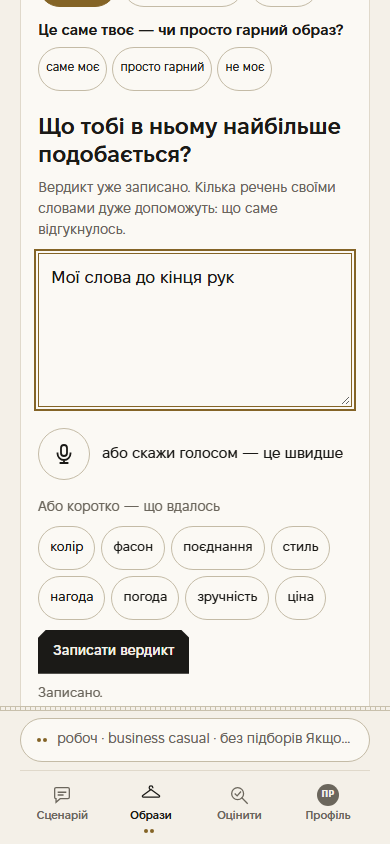 Це саме твоє — чи просто гарний образ?
саме моє просто гарний не моє
Що тобі в ньому найбільше
подобається?
Вердикт уже записано. Кілька речень своїми
словами дуже допоможуть: що саме
відгукнулось.
Мої слова до кінця рук
або скажи голосом — це швидше
Або коротко — що вдалось
колір фасон поєднання стиль
нагода погода зручність ціна
Записати вердикт
Записано.
робоч · business casual · без підборів Якщо...
ПР
Сценарій Образи Оцінити Профіль